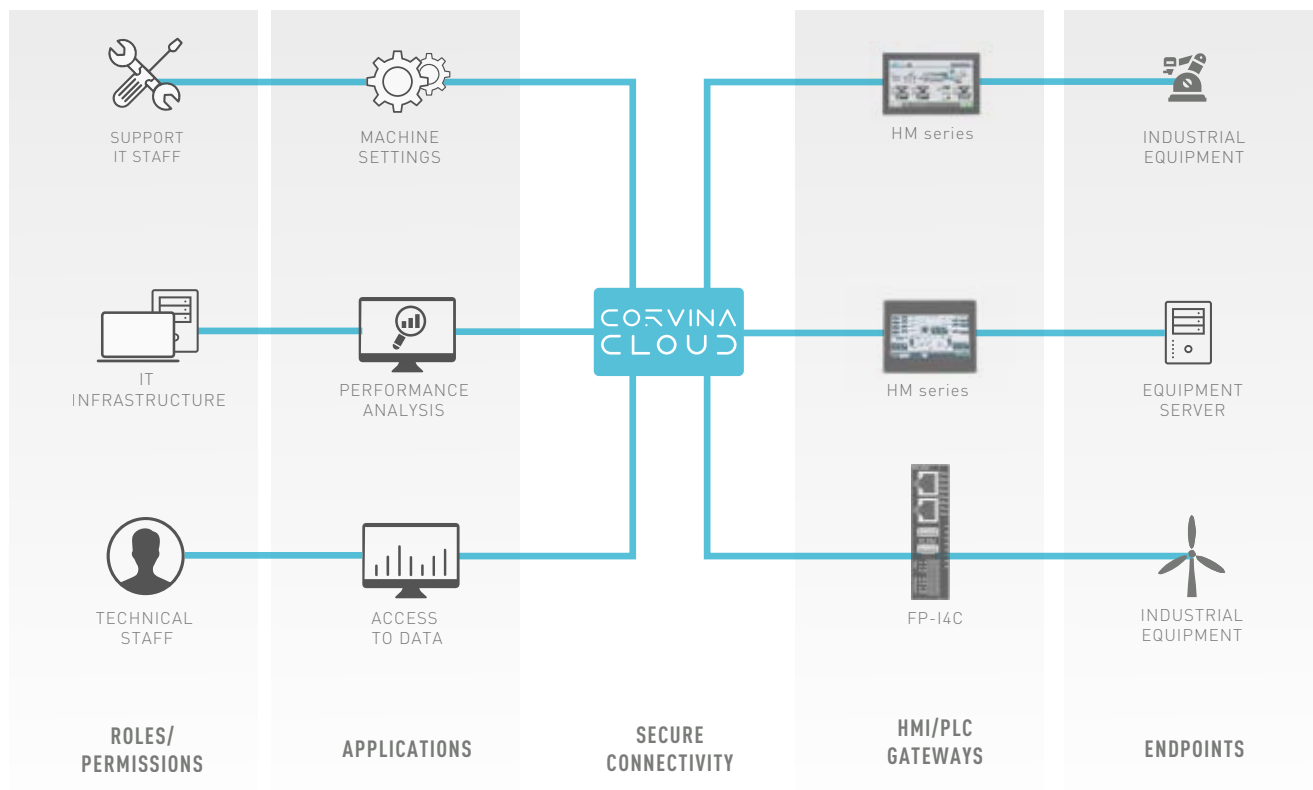 SUPPORT
IT STAFF
MACHINE
SETTINGS
HM series
INDUSTRIAL
EQUIPMENT
IT
INFRASTRUCTURE
PERFORMANCE
ANALYSIS
CORVINA
CLOUD
HM series
EQUIPMENT
SERVER
TECHNICAL
STAFF
ACCESS
TO DATA
FP-I4C
INDUSTRIAL
EQUIPMENT
ROLES/
PERMISSIONS
APPLICATIONS
SECURE
CONNECTIVITY
HMI/PLC
GATEWAYS
ENDPOINTS